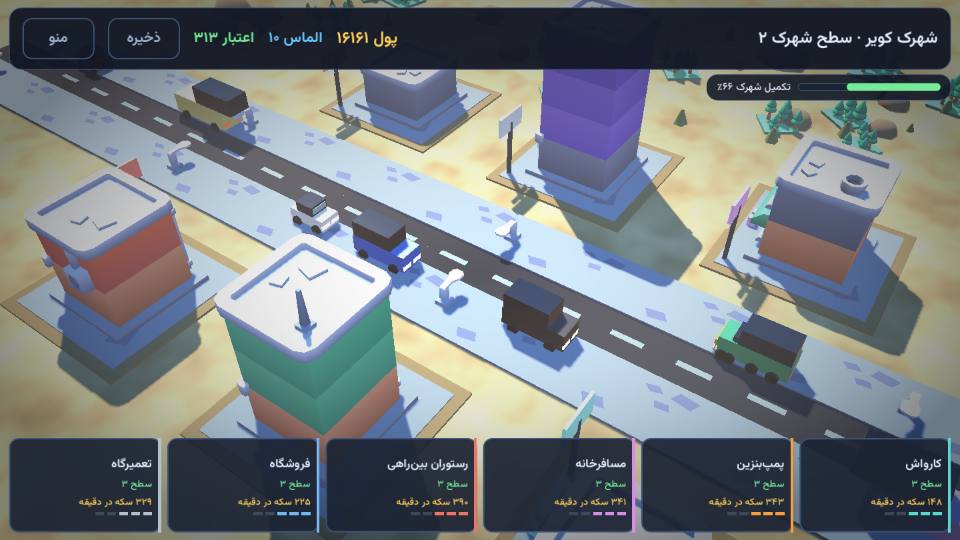 شهرک کویر · سطح شهرک ۲
پول ۱۶۱۶۱
الماس ۱۰
اعتبار ۳۱۳
ذخیره
منو
تکمیل شهرک ۶۶٪
کارواش
سطح ۳
۱۴۸ سکه در دقیقه
پمپ‌بنزین
سطح ۳
۳۴۳ سکه در دقیقه
مسافرخانه
سطح ۳
۳۴۱ سکه در دقیقه
رستوران بین‌راهی
سطح ۳
۳۹۰ سکه در دقیقه
فروشگاه
سطح ۳
۲۲۵ سکه در دقیقه
تعمیرگاه
سطح ۳
۳۲۹ سکه در دقیقه